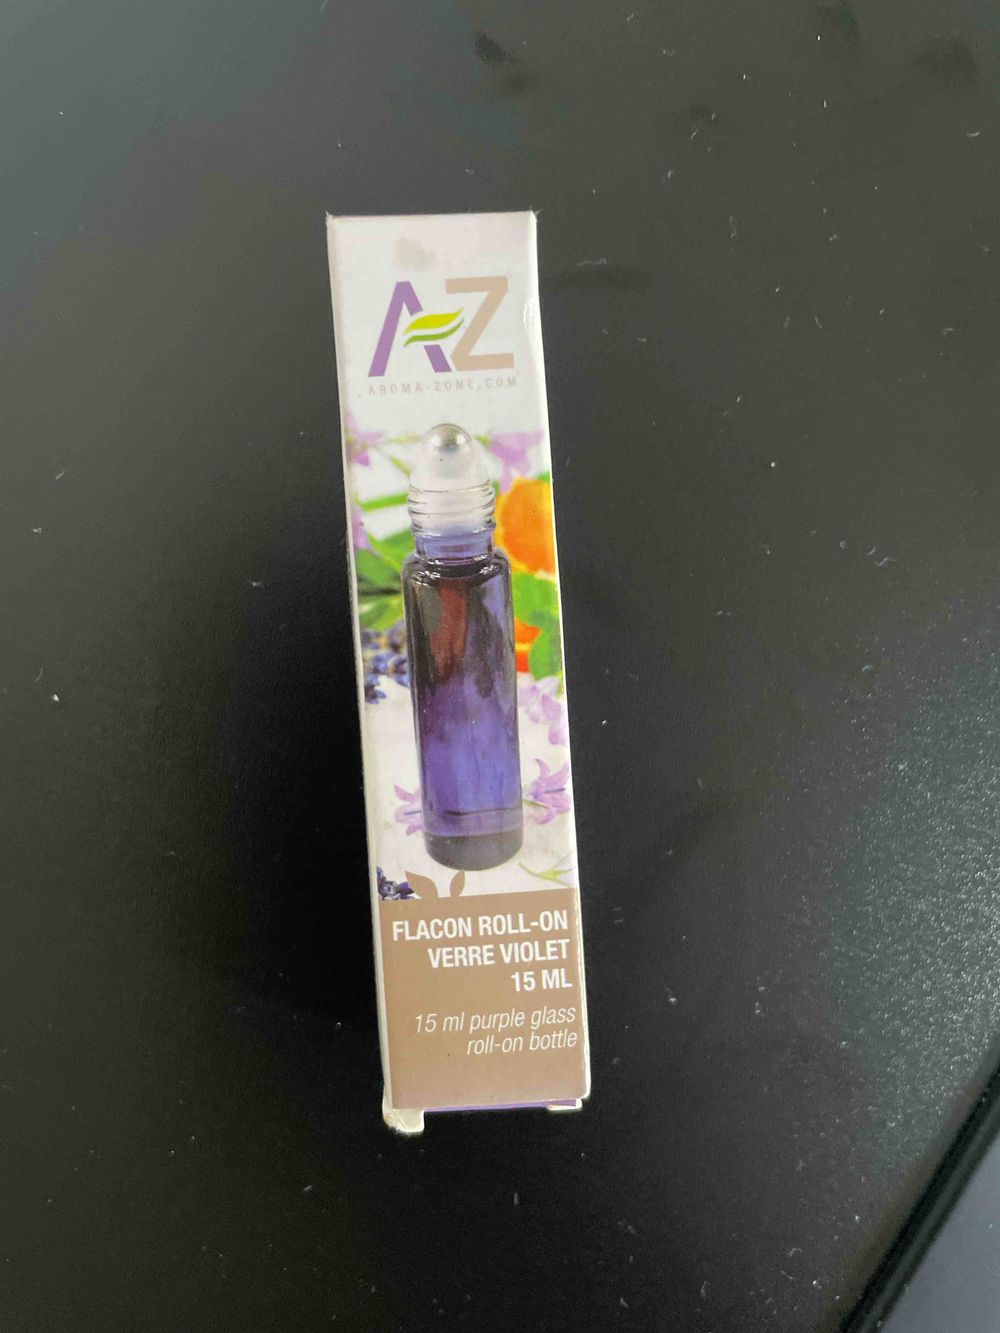 AZ
AROMA-ZONE.COM
FLACON ROLL-ON
VERRE VIOLET
15 ML
15 ml purple glass
roll-on bottle